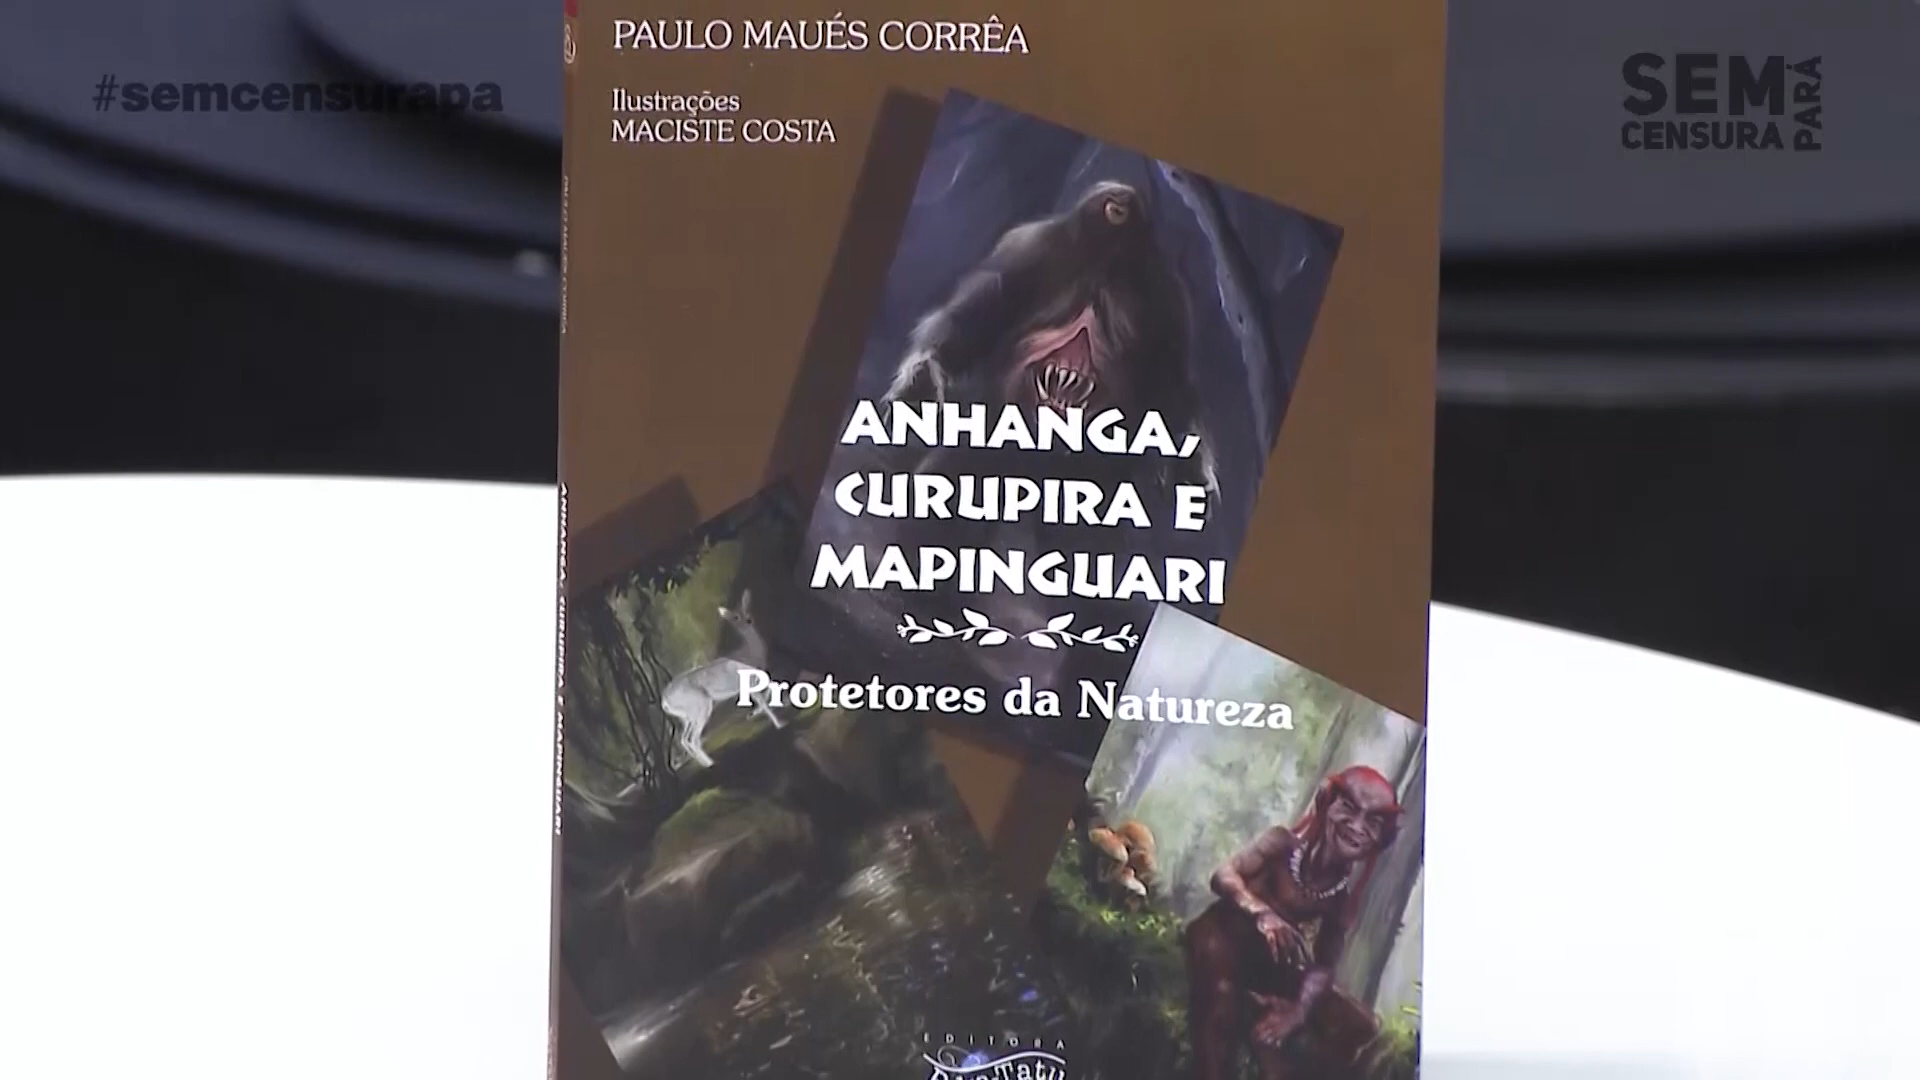 PAULO MAUÉS CORRÊA
#semcensurapa
SEM
CENSURA
PARÁ
Ilustrações
MACISTE COSTA
ANHANGA,
CURUPIRA E
MAPINGUARI
Protetores da Natureza
ANHANGA, CURUPIRA E MAPINGUARI
EDITORA